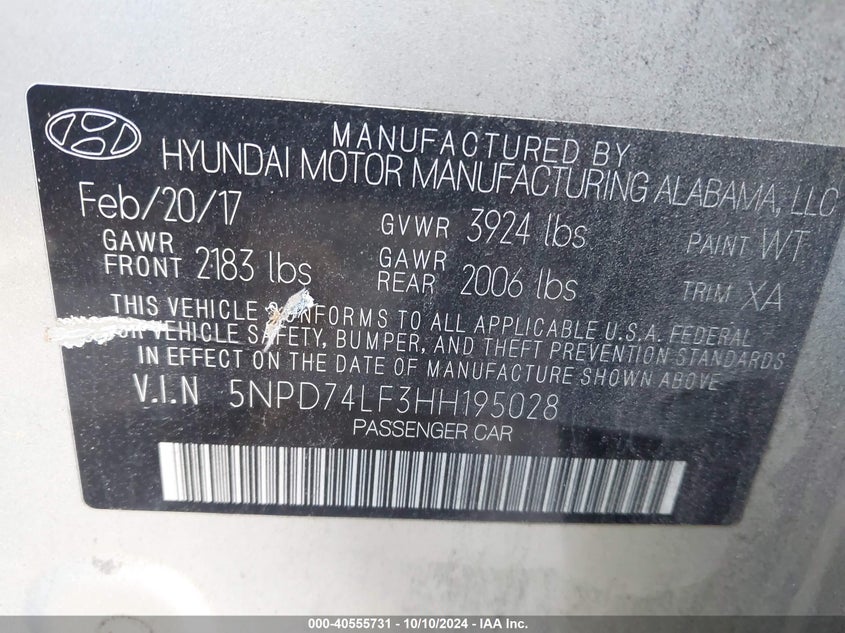 MANUFACTURED BY
HYUNDAI MOTOR MANUFACTURING ALABAMA, LLC
Feb/20/17 GVWR 3924 lbs PAINT WT
GAWR FRONT 2183 lbs GAWR REAR 2006 lbs TRIM XA
THIS VEHICLE CONFORMS TO ALL APPLICABLE U.S.A. FEDERAL
VEHICLE SAFETY, BUMPER, AND THEFT PREVENTION STANDARDS
IN EFFECT ON THE DATE OF MANUFACTURE SHOWN ABOVE
V.I.N 5NPD74LF3HH195028
PASSENGER CAR
000-40555731 - 10/10/2024 - IAA Inc.